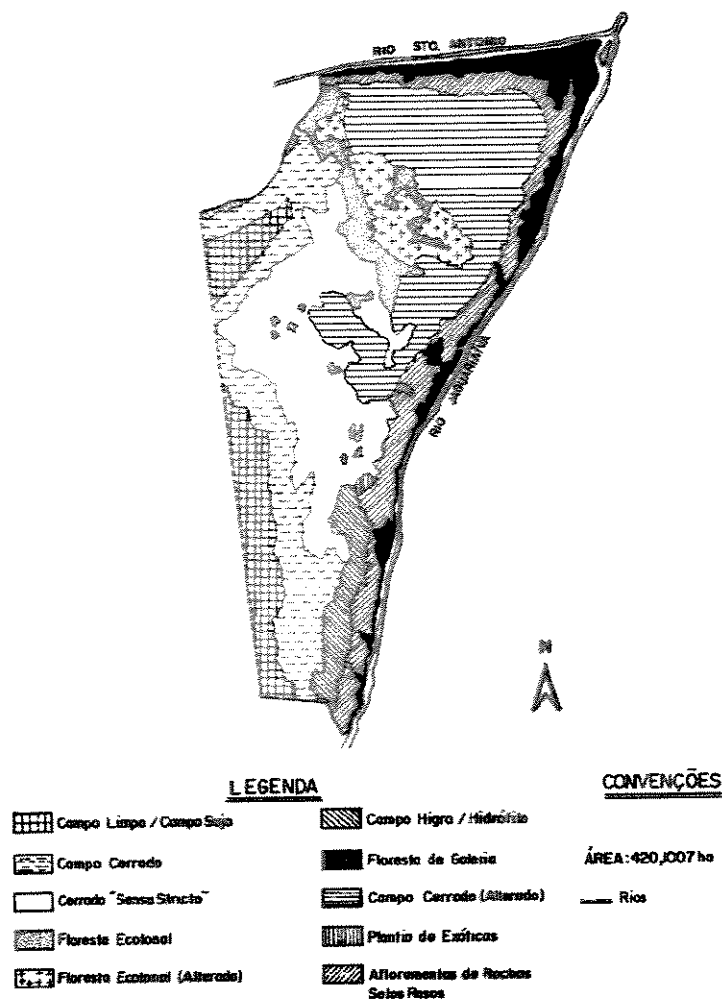 RIO STO. ANTONIO
RIO JAGUARIAIVA
N
LEGENDA
CONVENÇÕES
Campo Limpo / Campo Sujo
Campo Cerrado
Cerrado "Sensu Stricto"
Floresta Ecotonal
Floresta Ecotonal (Alterado)
Campo Higro / Hidrófilo
Floresta de Galeria
Campo Cerrado (Alterado)
Plantio de Exóticas
Afloramentos de Rochas
Solos Rasos
ÁREA: 420,1007 ha
Rios